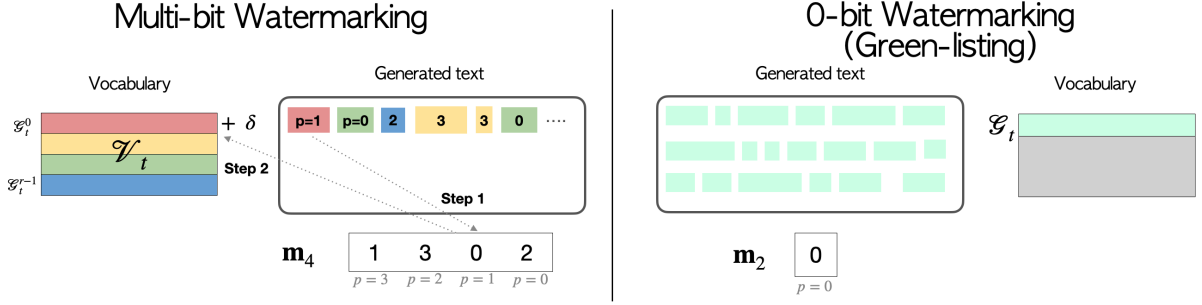 Multi-bit Watermarking
Vocabulary
Generated text
𝒢_t^0
+ δ
𝒱_t
𝒢_t^{r-1}
p=1 p=0 2 3 3 0 ····
Step 2
Step 1
m_4
1 3 0 2
p = 3 p = 2 p = 1 p = 0
0-bit Watermarking
(Green-listing)
Generated text
Vocabulary
𝒢_t
m_2
0
p = 0